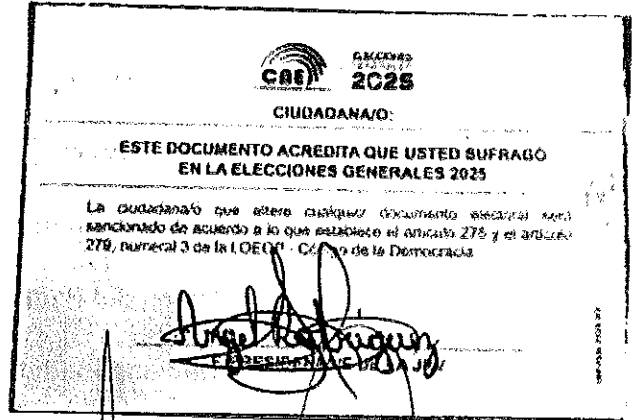 CNE
ELECCIONES
2025
CIUDADANA/O:
ESTE DOCUMENTO ACREDITA QUE USTED SUFRAGÓ
EN LA ELECCIONES GENERALES 2025
La ciudadana/o que altere cualquier documento electoral será
sancionado de acuerdo a lo que establece el artículo 275 y el artículo
279, numeral 3 de la LOEOP - Código de la Democracia
Angel Rodriguez
PRESIDENTA/E DE LA JRV